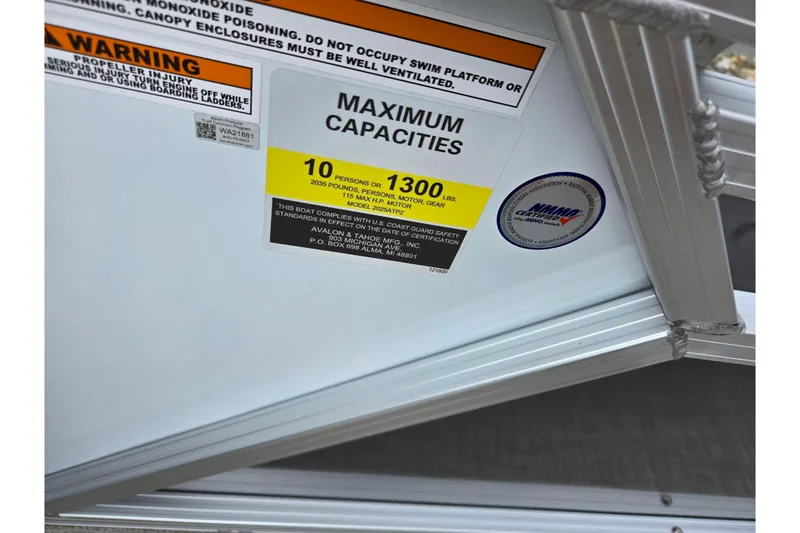 ONOXIDE
ON MONOXIDE POISONING. DO NOT OCCUPY SWIM PLATFORM OR
RUNNING. CANOPY ENCLOSURES MUST BE WELL VENTILATED.
WARNING
PROPELLER INJURY
SERIOUS INJURY TURN ENGINE OFF WHILE
MING AND OR USING BOARDING LADDERS.
WA21881
MAXIMUM
CAPACITIES
10 PERSONS OR 1300 LBS.
2035 POUNDS, PERSONS, MOTOR, GEAR
115 MAX H.P. MOTOR
MODEL 2025ATPZ
THIS BOAT COMPLIES WITH U.S. COAST GUARD SAFETY
STANDARDS IN EFFECT ON THE DATE OF CERTIFICATION
AVALON & TAHOE MFG., INC.
903 MICHIGAN AVE.
P.O. BOX 698 ALMA, MI 48801
121800
NMMA
CERTIFIED